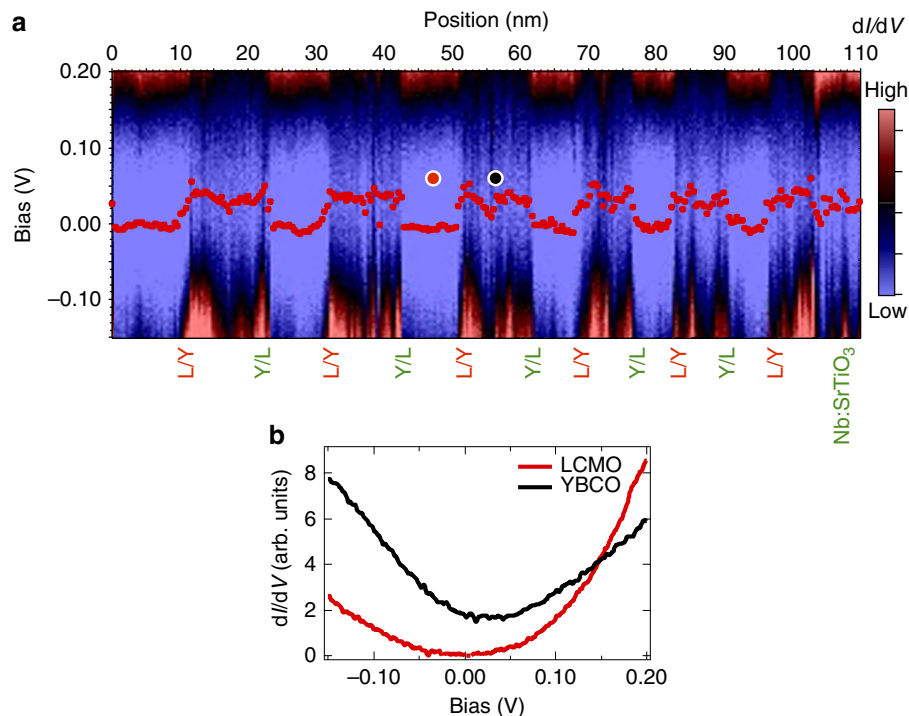 a
Position (nm)
dI/dV
0 10 20 30 40 50 60 70 80 90 100 110
High
Low
Bias (V)
0.20
0.10
0.00
–0.10
L/Y Y/L L/Y Y/L L/Y Y/L L/Y Y/L L/Y Y/L L/Y Nb:SrTiO3
b
LCMO
YBCO
dI/dV (arb. units)
8
6
4
2
0
–0.10 0.00 0.10 0.20
Bias (V)